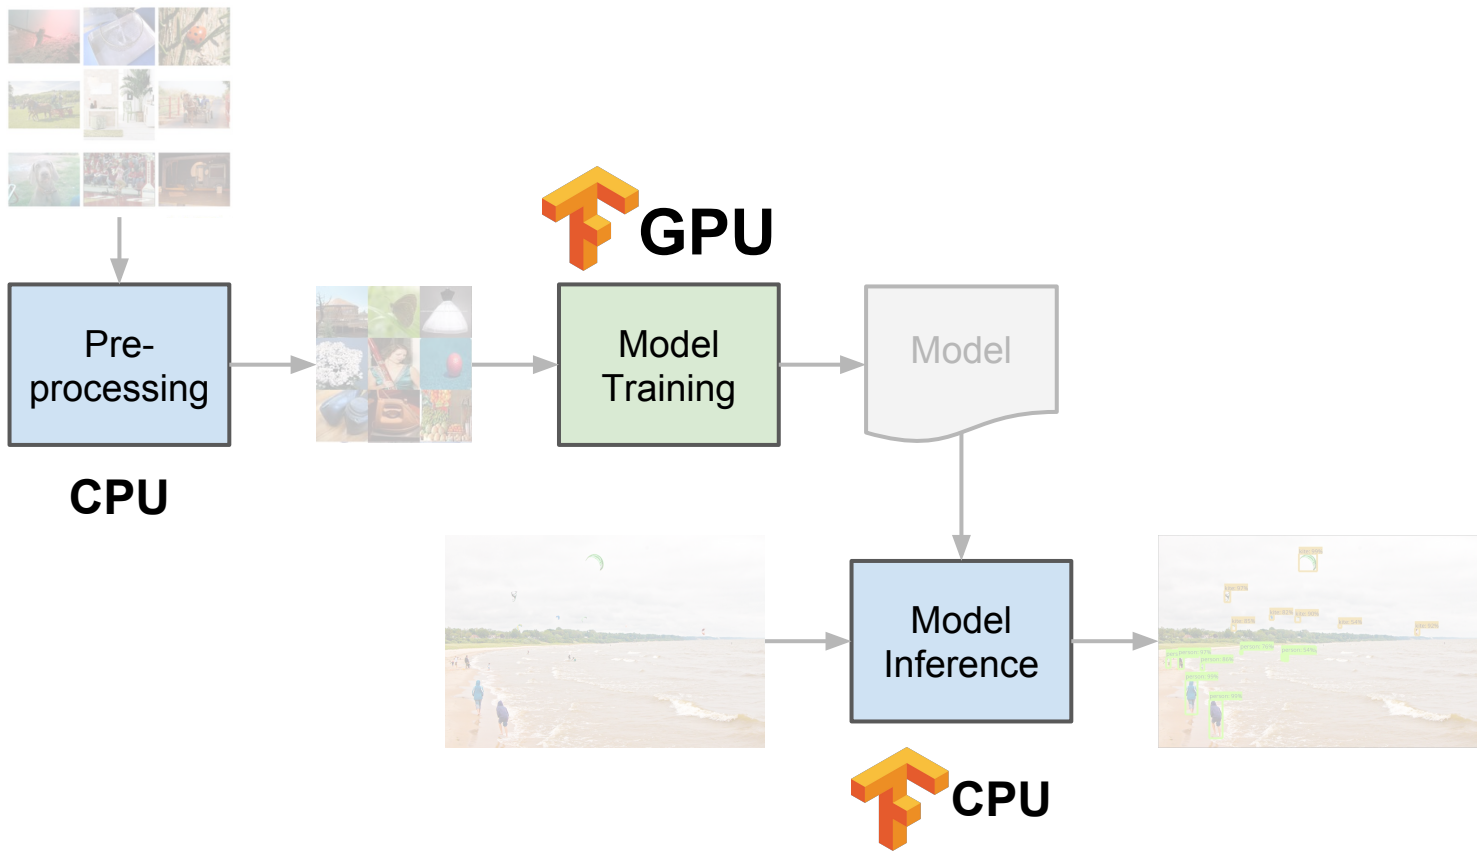 GPU
Pre-
processing
Model
Training
Model
CPU
Model
Inference
CPU